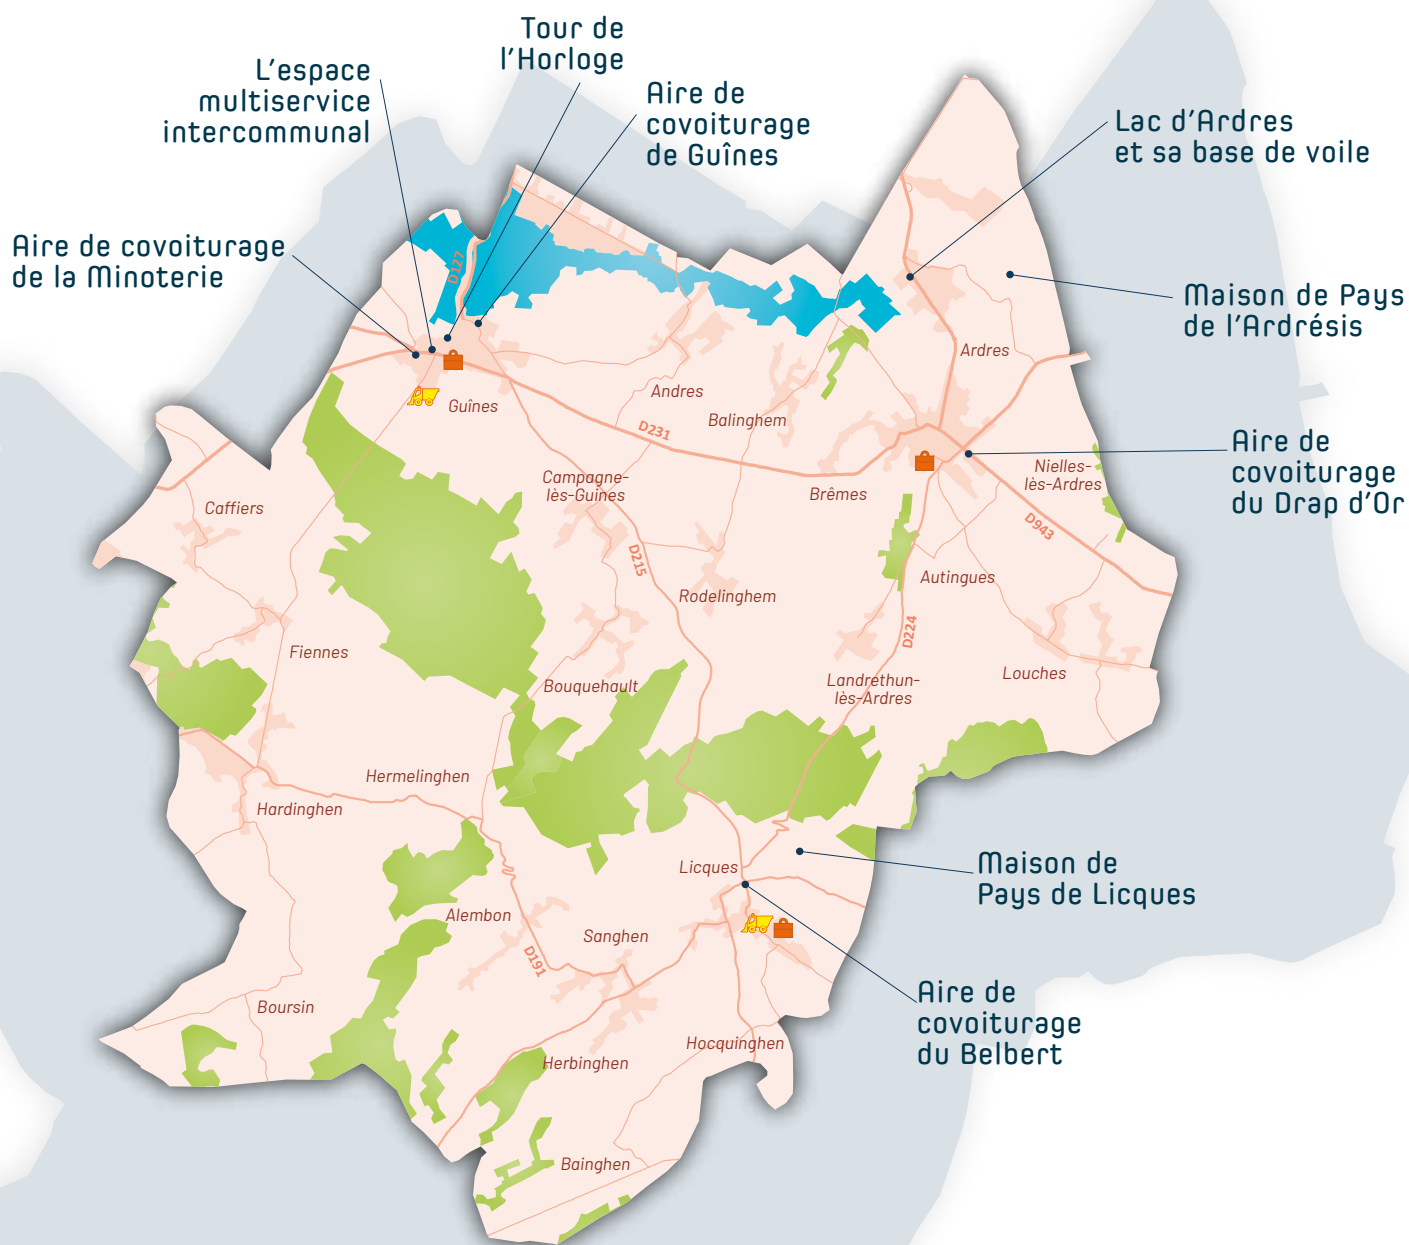 Tour de
l'Horloge
L'espace
multiservice
intercommunal
Aire de
covoiturage
de Guînes
Lac d'Ardres
et sa base de voile
Aire de covoiturage
de la Minoterie
D127
Maison de Pays
de l'Ardrésis
Ardres
Andres
Guînes
Balinghem
D231
Aire de
covoiturage
du Drap d'Or
Campagne-
lès-Guines
Nielles-
lès-Ardres
Brêmes
Caffiers
D943
D215
Autingues
Rodelinghem
D224
Fiennes
Louches
Bouquehault
Landrethun-
lès-Ardres
Hermelinghen
Hardinghen
Licques
Maison de
Pays de Licques
Alembon
Sanghen
D191
Aire de
covoiturage
du Belbert
Boursin
Hocquinghen
Herbinghen
Bainghen